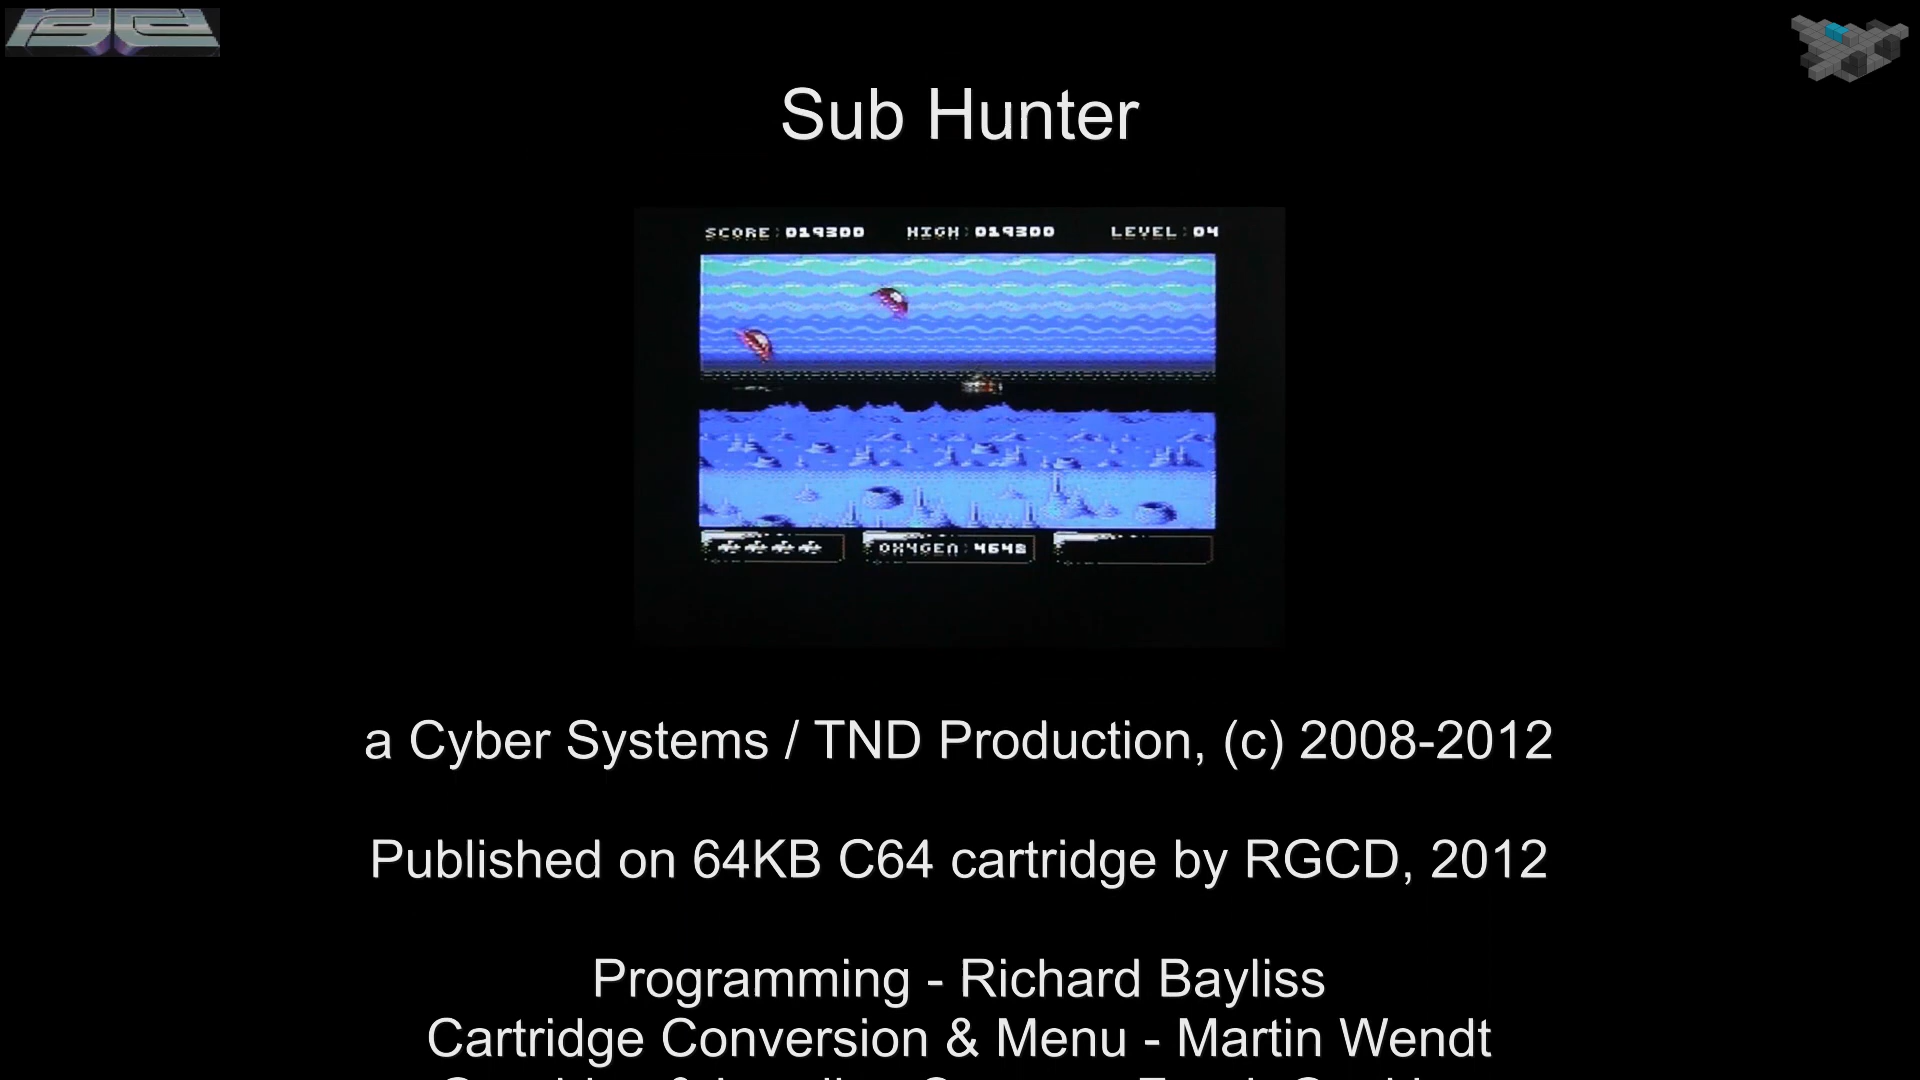 Sub Hunter
SCORE:019300 HIGH:019300 LEVEL:04
OXYGEN:4648
a Cyber Systems / TND Production, (c) 2008-2012
Published on 64KB C64 cartridge by RGCD, 2012
Programming - Richard Bayliss
Cartridge Conversion & Menu - Martin Wendt